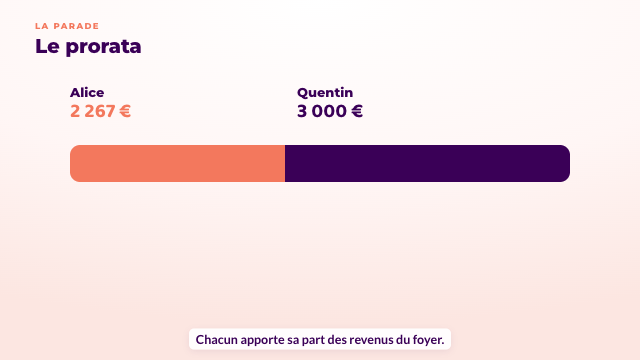 LA PARADE
Le prorata
Alice
2 267 €
Quentin
3 000 €
Chacun apporte sa part des revenus du foyer.